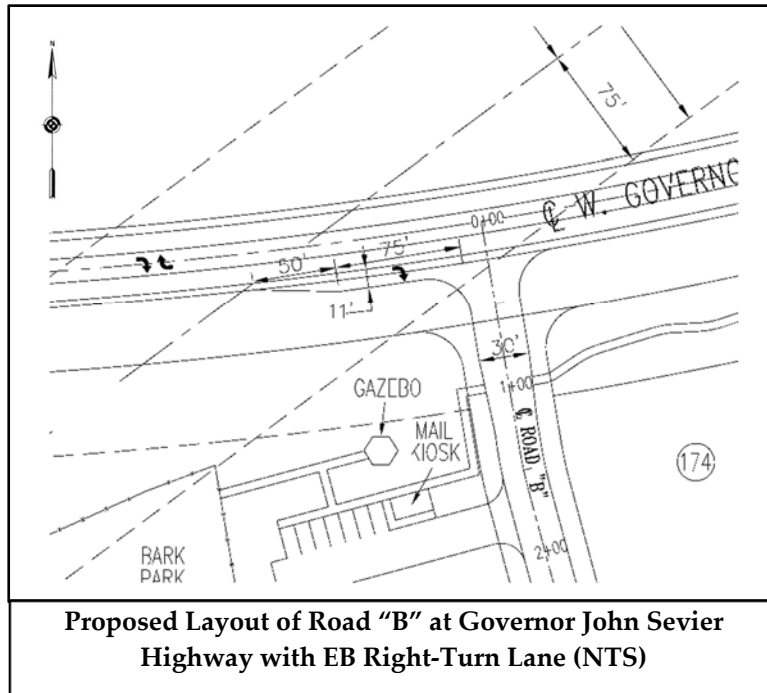 N
75'
0+00
℄ W. GOVERNO
75'
50'
11'
30'
1+00
GAZEBO
MAIL
KIOSK
℄ ROAD "B"
174
2+00
BARK
PARK
Proposed Layout of Road “B” at Governor John Sevier
Highway with EB Right-Turn Lane (NTS)